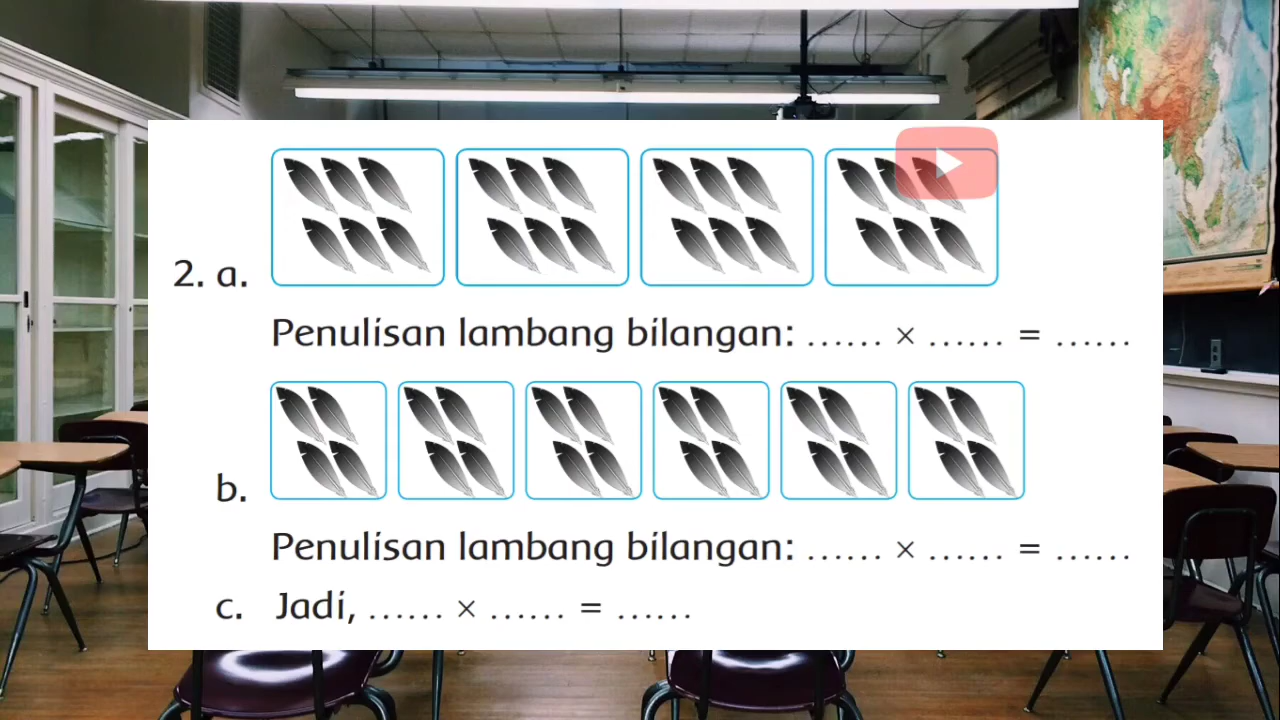 2. a.
Penulisan lambang bilangan: ...... × ...... = ......
b.
Penulisan lambang bilangan: ...... × ...... = ......
c. Jadi, ...... × ...... = ......